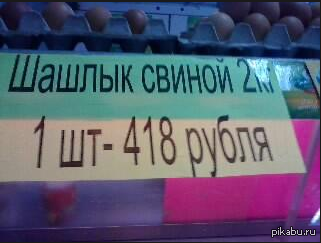 Шашлык свиной 2кг
1 шт- 418 рубля
pikabu.ru